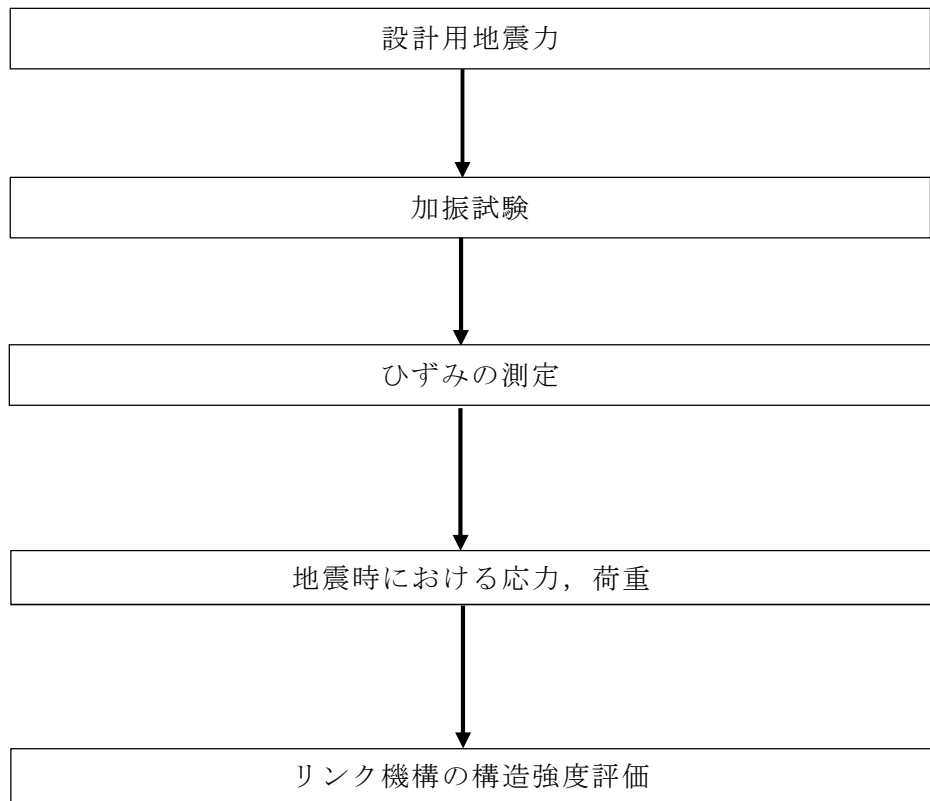 設計用地震力
加振試験
ひずみの測定
地震時における応力，荷重
リンク機構の構造強度評価